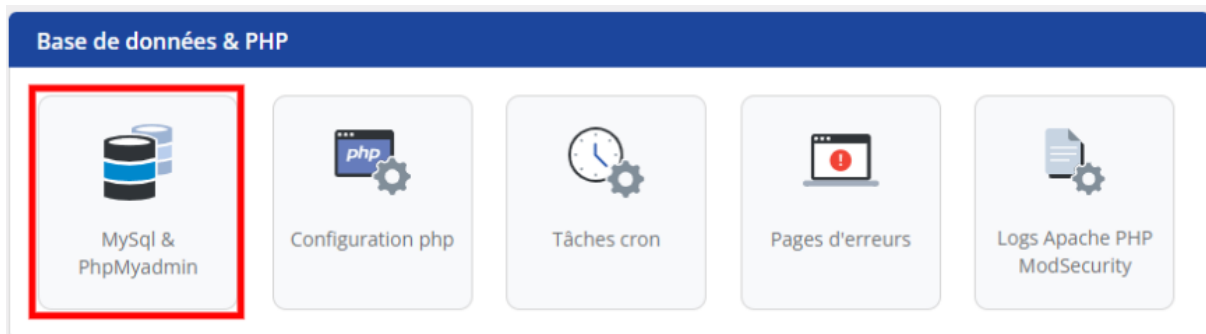 Base de données & PHP
php
MySql &
PhpMyadmin
Configuration php
Tâches cron
Pages d'erreurs
Logs Apache PHP
ModSecurity